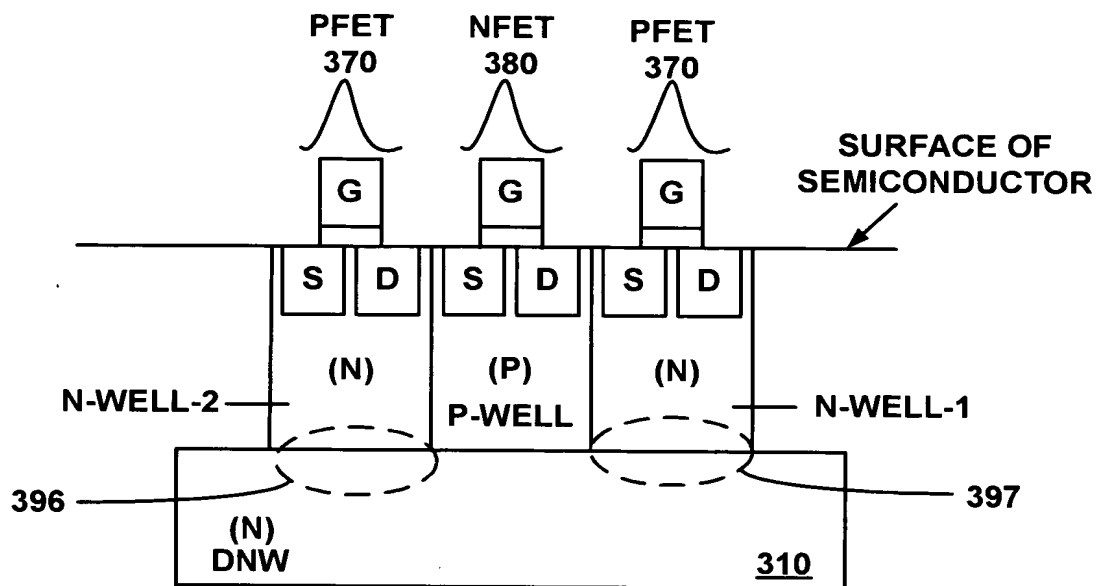 PFET
370
NFET
380
PFET
370
SURFACE OF
SEMICONDUCTOR
G
G
G
S
D
S
D
S
D
(N)
(P)
(N)
N-WELL-2
P-WELL
N-WELL-1
396
397
(N)
DNW
310